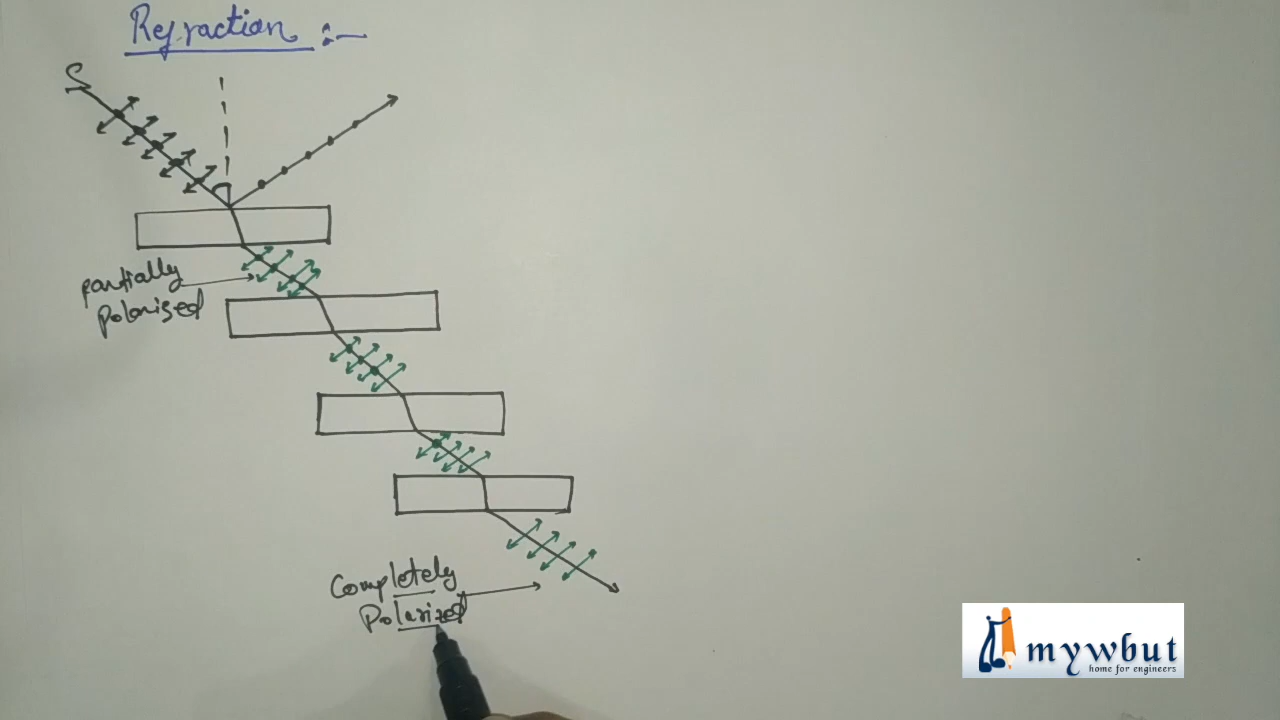 Refraction :-
S
partially
Polarised
Completely
Polarized
mywbut
home for engineers